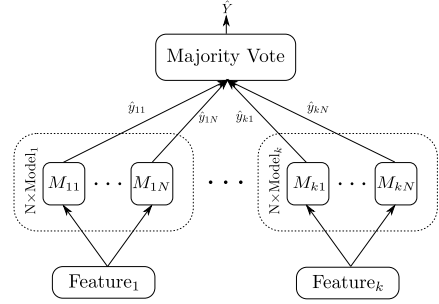 Ŷ
Majority Vote
ŷ₁₁
ŷ₁N
ŷk₁
ŷkN
N×Model₁
M₁₁ ··· M₁N
···
N×Modelₖ
Mk₁ ··· MkN
Feature₁
Featureₖ